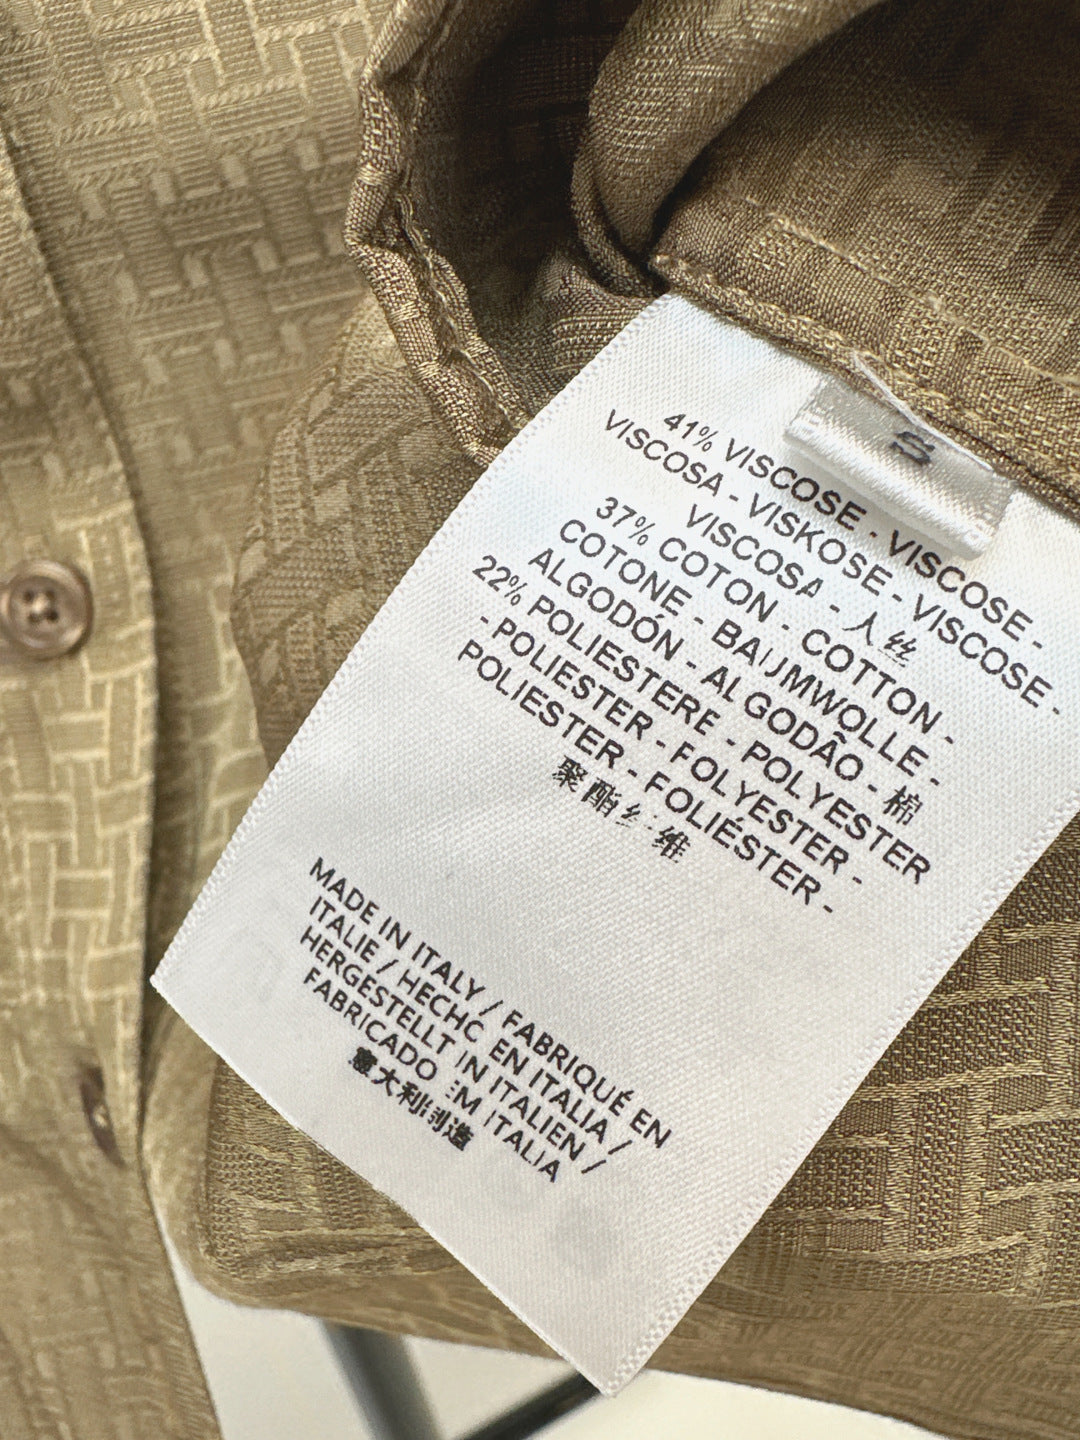 S
41% VISCOSE - VISCOSE -
VISCOSA - VISKOSE - VISCOSE -
VISCOSA - 人丝
37% COTON - COTTON -
COTONE - BAUMWOLLE -
ALGODÓN - ALGODÃO - 棉
22% POLIESTERE - POLYESTER
- POLIESTER - POLYESTER -
POLIESTER - POLIÉSTER -
聚酯纤维
MADE IN ITALY / FABRIQUÉ EN
ITALIE / HECHO EN ITALIA /
HERGESTELLT IN ITALIEN /
FABRICADO EM ITALIA
意大利制造